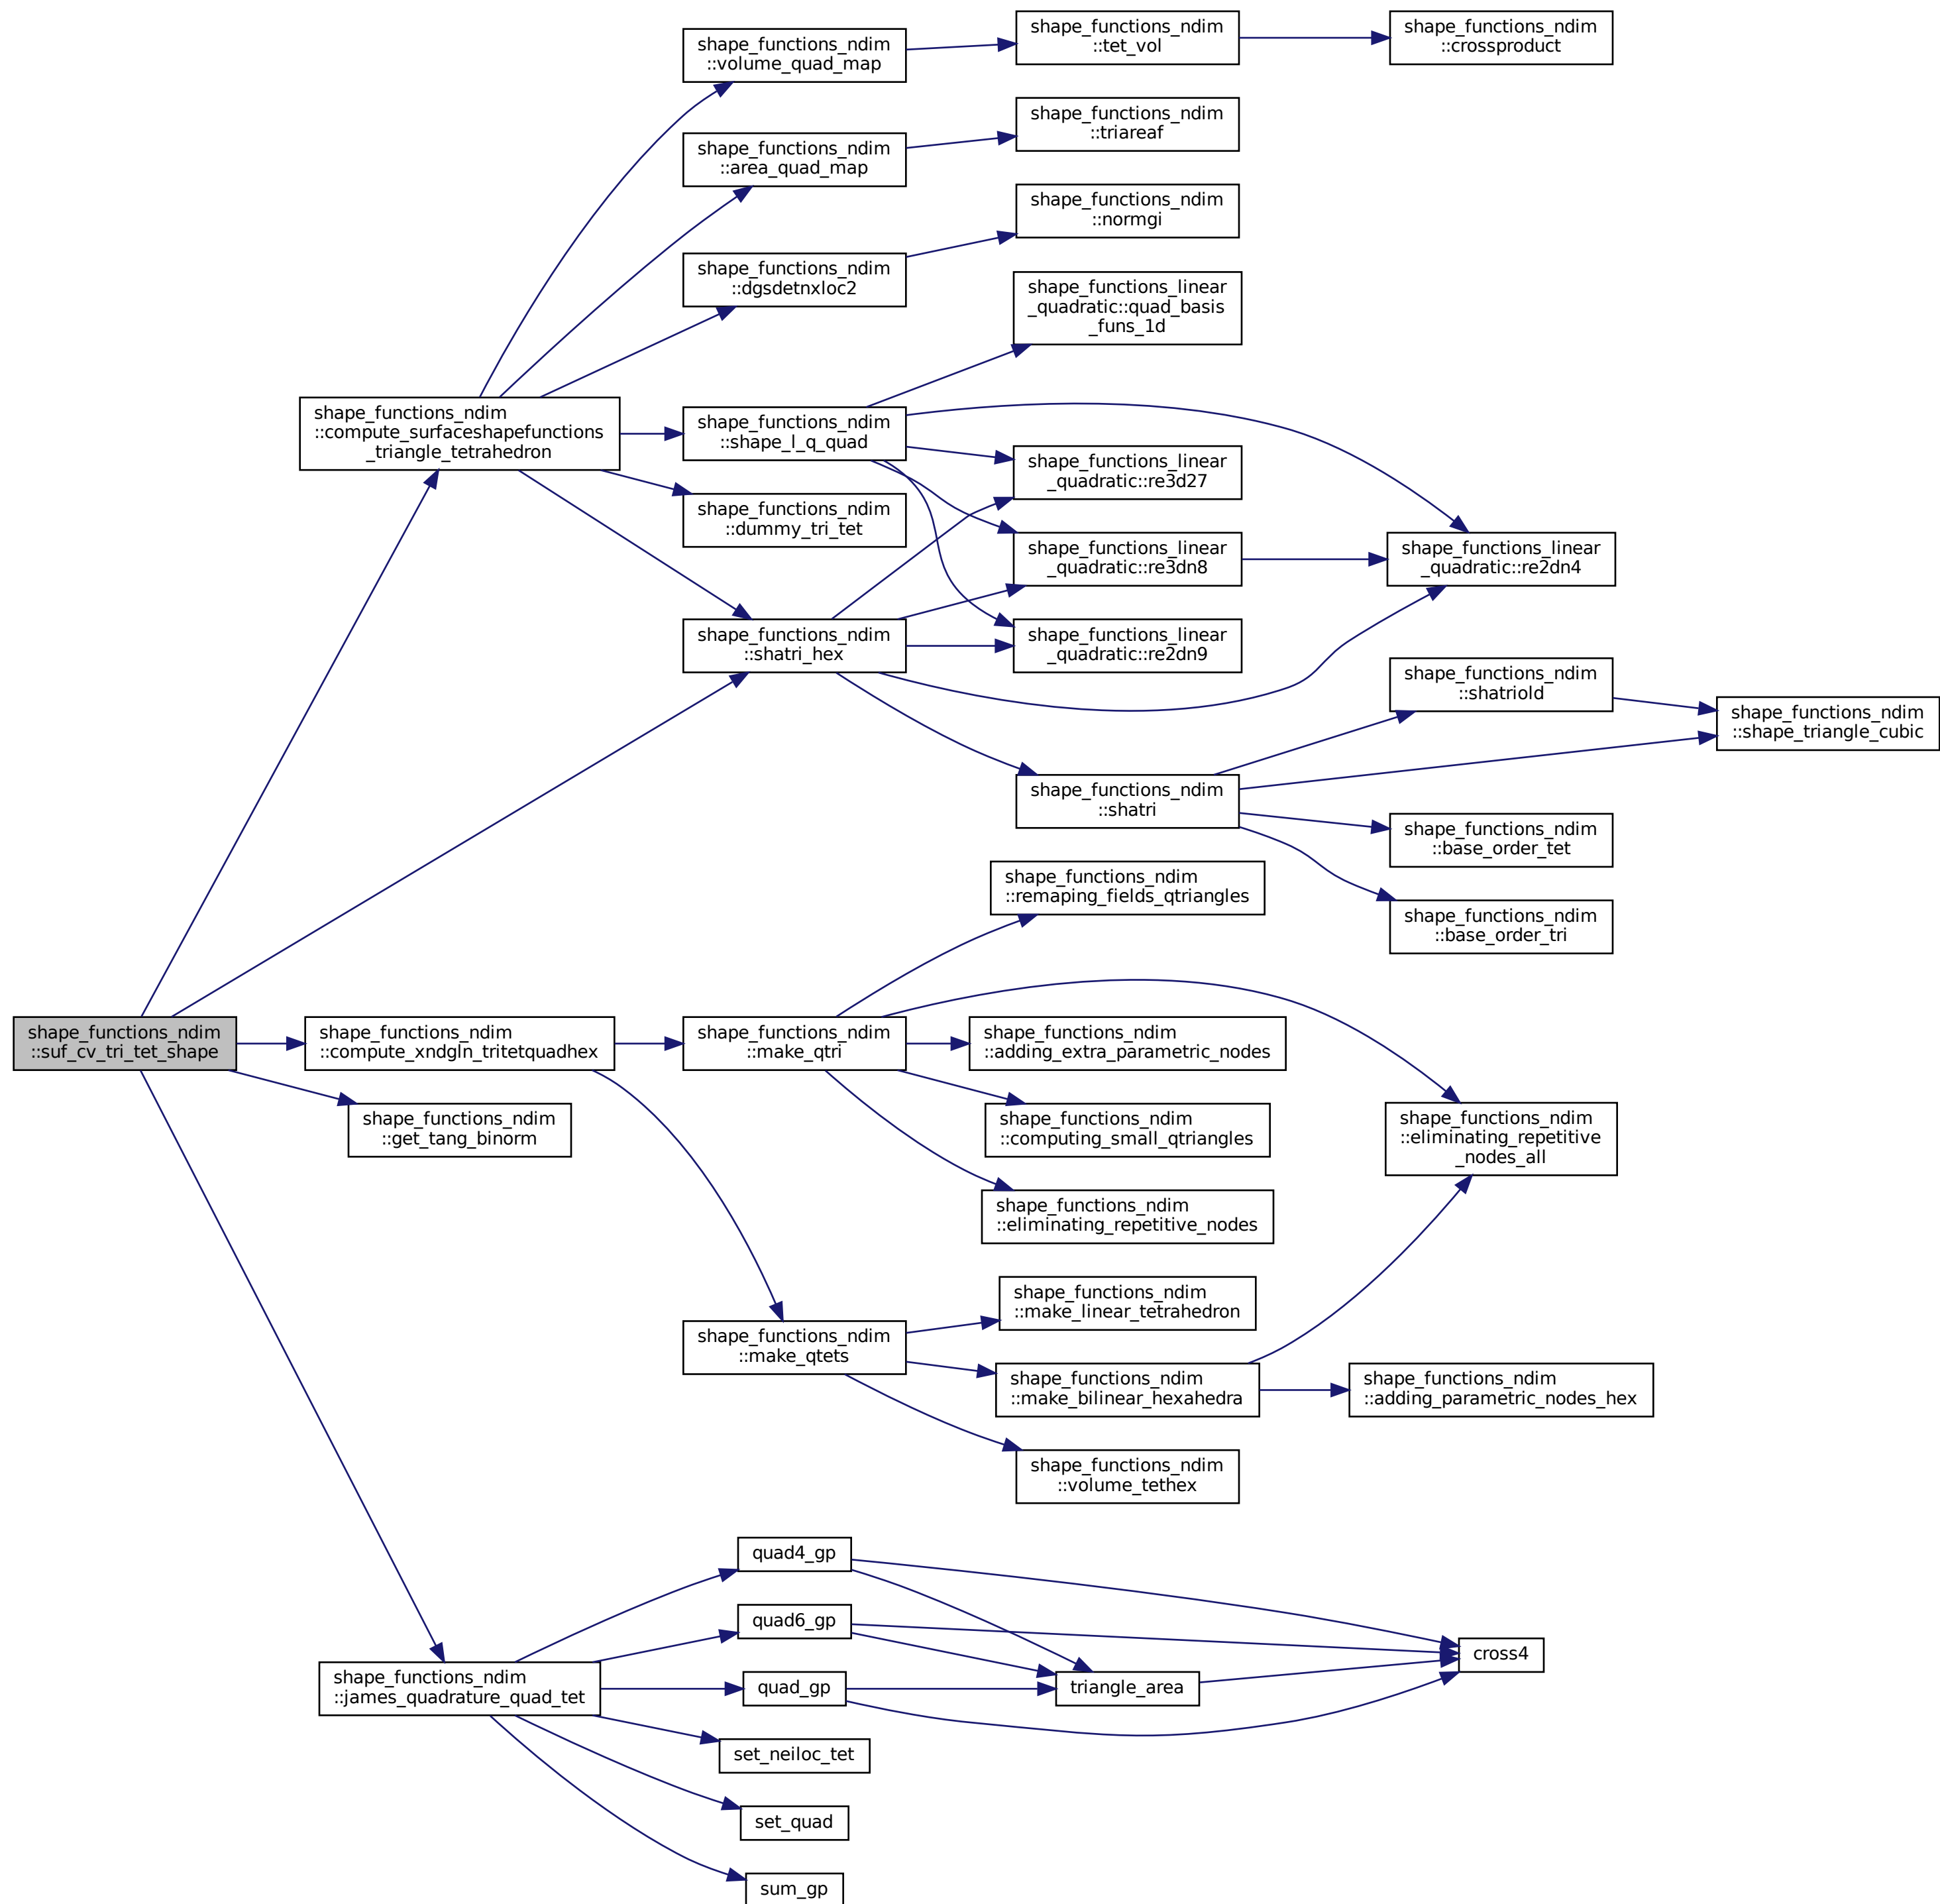 shape_functions_ndim
::volume_quad_map
shape_functions_ndim
::tet_vol
shape_functions_ndim
::crossproduct
shape_functions_ndim
::area_quad_map
shape_functions_ndim
::triareaf
shape_functions_ndim
::dgsdetnxloc2
shape_functions_ndim
::normgi
shape_functions_linear
_quadratic::quad_basis
_funs_1d
shape_functions_ndim
::compute_surfaceshapefunctions
_triangle_tetrahedron
shape_functions_ndim
::shape_l_q_quad
shape_functions_linear
_quadratic::re3d27
shape_functions_ndim
::dummy_tri_tet
shape_functions_linear
_quadratic::re3dn8
shape_functions_linear
_quadratic::re2dn4
shape_functions_ndim
::shatri_hex
shape_functions_linear
_quadratic::re2dn9
shape_functions_ndim
::shatriold
shape_functions_ndim
::shape_triangle_cubic
shape_functions_ndim
::shatri
shape_functions_ndim
::base_order_tet
shape_functions_ndim
::remaping_fields_qtriangles
shape_functions_ndim
::base_order_tri
shape_functions_ndim
::suf_cv_tri_tet_shape
shape_functions_ndim
::compute_xndgln_tritetquadhex
shape_functions_ndim
::make_qtri
shape_functions_ndim
::adding_extra_parametric_nodes
shape_functions_ndim
::get_tang_binorm
shape_functions_ndim
::computing_small_qtriangles
shape_functions_ndim
::eliminating_repetitive
_nodes_all
shape_functions_ndim
::eliminating_repetitive_nodes
shape_functions_ndim
::make_linear_tetrahedron
shape_functions_ndim
::make_qtets
shape_functions_ndim
::make_bilinear_hexahedra
shape_functions_ndim
::adding_parametric_nodes_hex
shape_functions_ndim
::volume_tethex
quad4_gp
quad6_gp
cross4
shape_functions_ndim
::james_quadrature_quad_tet
quad_gp
triangle_area
set_neiloc_tet
set_quad
sum_gp